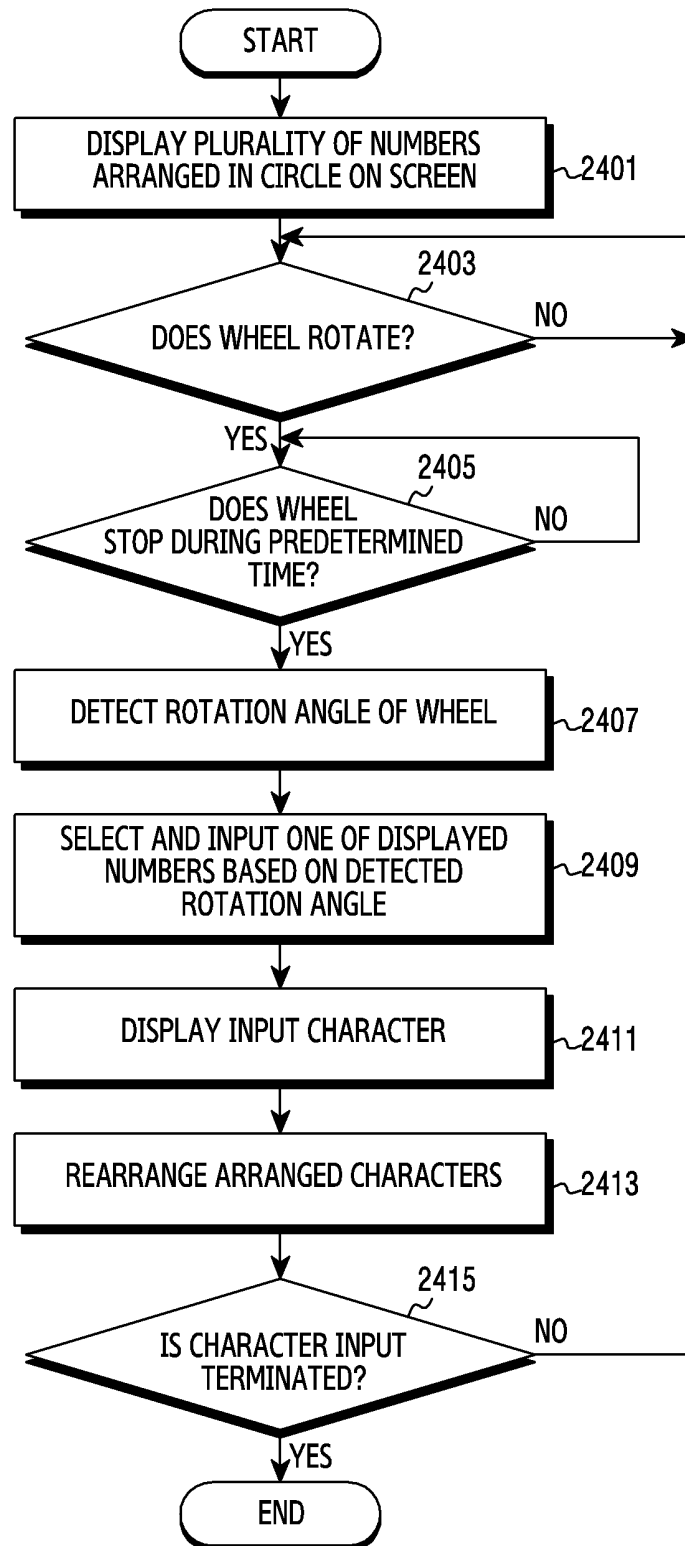 START
DISPLAY PLURALITY OF NUMBERS
ARRANGED IN CIRCLE ON SCREEN
2401
2403
DOES WHEEL ROTATE?
NO
YES
2405
DOES WHEEL
STOP DURING PREDETERMINED
TIME?
NO
YES
DETECT ROTATION ANGLE OF WHEEL
2407
SELECT AND INPUT ONE OF DISPLAYED
NUMBERS BASED ON DETECTED
ROTATION ANGLE
2409
DISPLAY INPUT CHARACTER
2411
REARRANGE ARRANGED CHARACTERS
2413
2415
IS CHARACTER INPUT
TERMINATED?
NO
YES
END